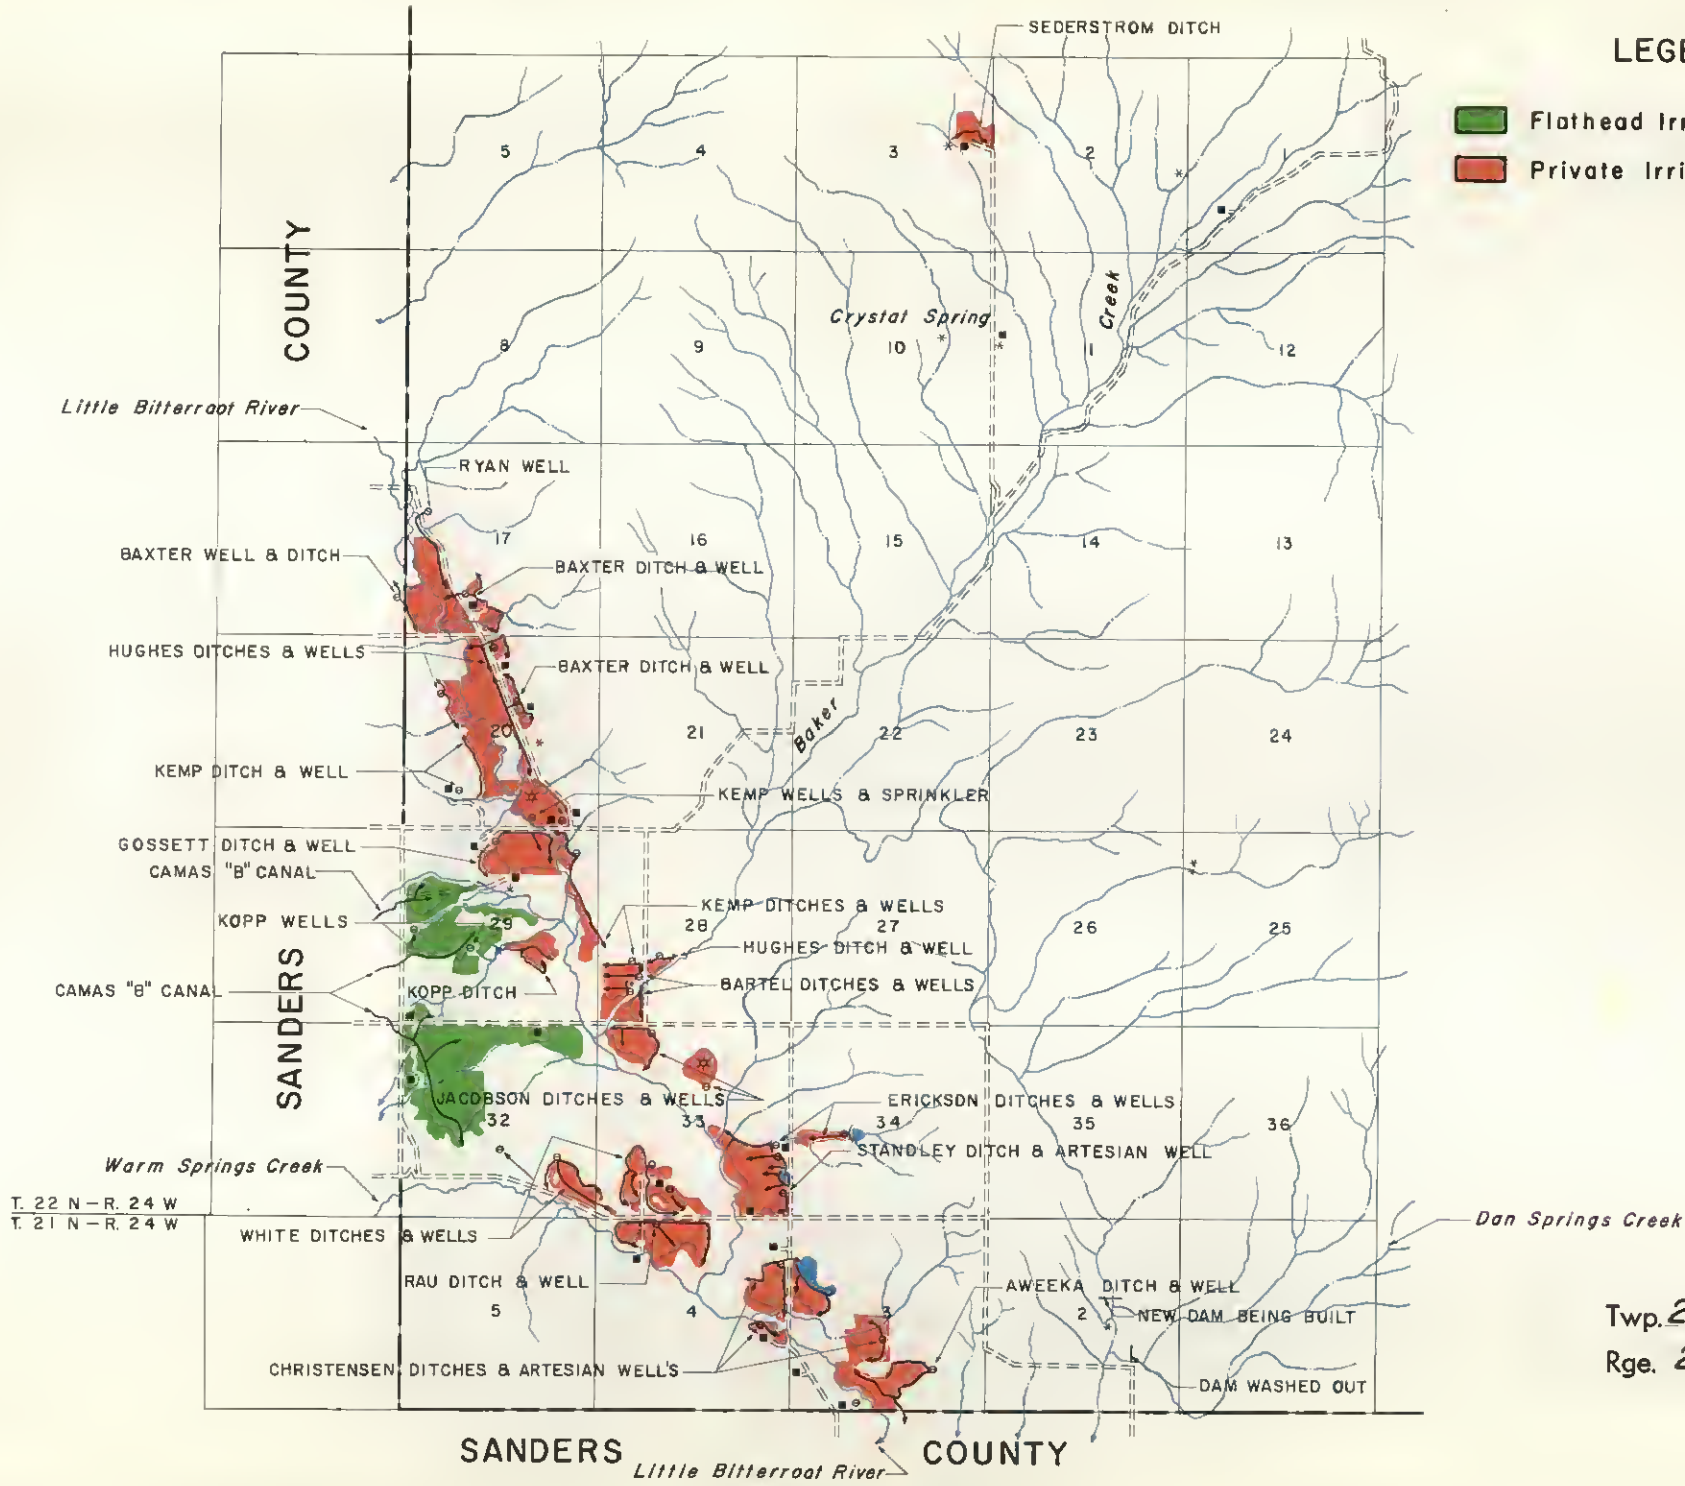 SEDERSTROM DITCH
LEGE
Flathead Irr
Private Irri
5
4
3
2
1
COUNTY
Crystal Spring
Creek
8
9
10
11
12
Little Bitterroot River
RYAN WELL
17
16
15
14
13
BAXTER WELL & DITCH
BAXTER DITCH & WELL
HUGHES DITCHES & WELLS
BAXTER DITCH & WELL
20
21
Baker
22
23
24
KEMP DITCH & WELL
KEMP WELLS & SPRINKLER
GOSSETT DITCH & WELL
CAMAS "B" CANAL
KOPP WELLS
29
KEMP DITCHES & WELLS
28
27
26
25
HUGHES DITCH & WELL
SANDERS
CAMAS "B" CANAL
KOPP DITCH
BARTEL DITCHES & WELLS
JACOBSON DITCHES & WELLS
ERICKSON DITCHES & WELLS
32
33
34
35
36
STANDLEY DITCH & ARTESIAN WELL
Warm Springs Creek
T. 22 N - R. 24 W
T. 21 N - R. 24 W
Dan Springs Creek
WHITE DITCHES & WELLS
RAU DITCH & WELL
AWEEKA DITCH & WELL
5
4
3
2
NEW DAM BEING BUILT
Twp. 2
CHRISTENSEN DITCHES & ARTESIAN WELL'S
DAM WASHED OUT
Rge. 2
SANDERS
COUNTY
Little Bitterroot River